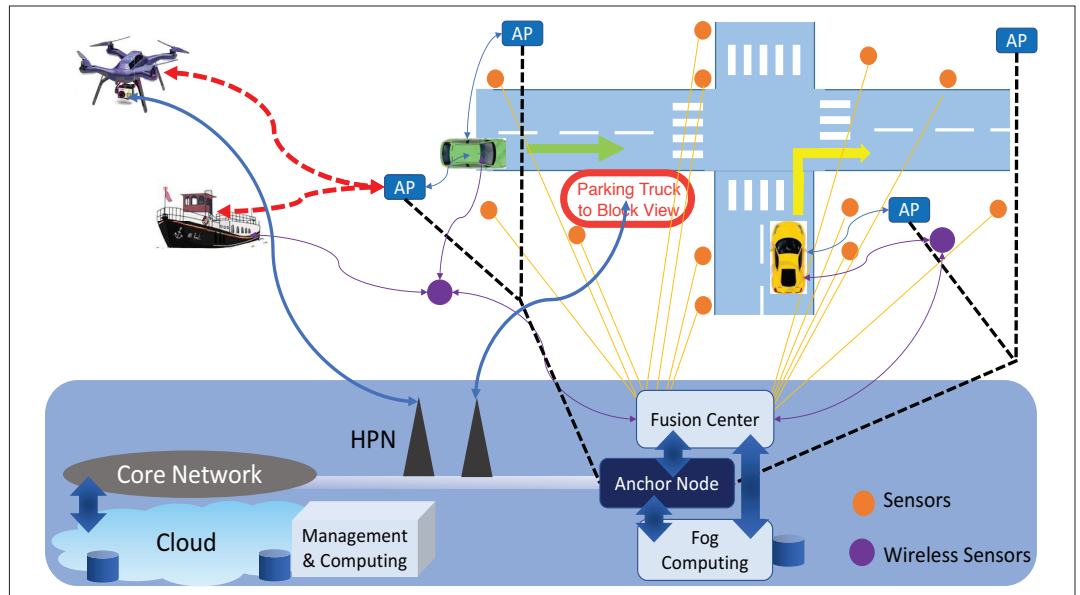 AP
AP
AP
Parking Truck
to Block View
AP
Fusion Center
HPN
Core Network
Anchor Node
Sensors
Cloud
Management
& Computing
Fog
Computing
Wireless Sensors